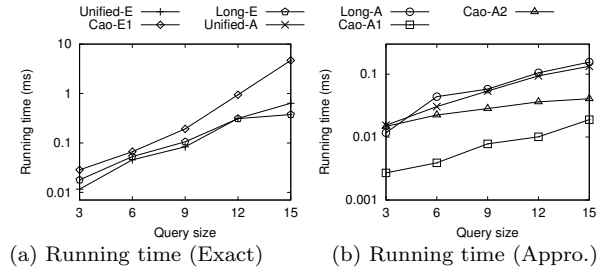 Unified-E Long-E Long-A Cao-A2
Cao-E1 Unified-A Cao-A1
10
1
0.1
0.01
Running time (ms)
3 6 9 12 15
Query size
0.1
0.01
0.001
Running time (ms)
3 6 9 12 15
Query size
(a) Running time (Exact) (b) Running time (Appro.)